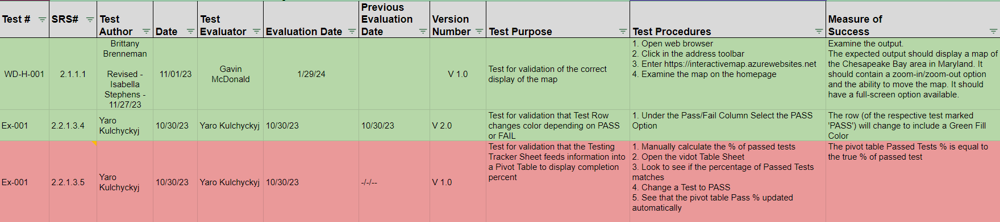 Test #
SRS#
Test
Author
Date
Test
Evaluator
Evaluation Date
Previous
Evaluation
Date
Version
Number
Test Purpose
Test Procedures
Measure of
Success
WD-H-001
2.1.1.1
Brittany
Brenneman
Revised -
Isabella
Stephens -
11/27/23
11/01/23
Gavin
McDonald
1/29/24
V 1.0
Test for validation of the correct
display of the map
1. Open web browser
2. Click in the address toolbar
3. Enter https://interactivemap.azurewebsites.net
4. Examine the map on the homepage
Examine the output.
The expected output should display a map of
the Chesapeake Bay area in Maryland. It
should contain a zoom-in/zoom-out option
and the ability to move the map. It should
have a full-screen option available.
Ex-001
2.2.1.3.4
Yaro
Kulchyckyj
10/30/23
Yaro Kulchyckyj
10/30/23
10/30/23
V 2.0
Test for validation that Test Row
changes color depending on PASS
or FAIL
1. Under the Pass/Fail Column Select the PASS
Option
The row (of the respective test marked
'PASS') will change to include a Green Fill
Color
Ex-001
2.2.1.3.5
Yaro
Kulchyckyj
10/30/23
Yaro Kulchyckyj
10/30/23
-/-/--
V 1.0
Test for validation that the Testing
Tracker Sheet feeds information into
a Pivot Table to display completion
percent
1. Manually calculate the % of passed tests
2. Open the vidot Table Sheet
3. Look to see if the percentage of Passed Tests
matches
4. Change a Test to PASS
5. See that the pivot table Pass % updated
automatically
The pivot table Passed Tests % is equal to
the true % of passed test